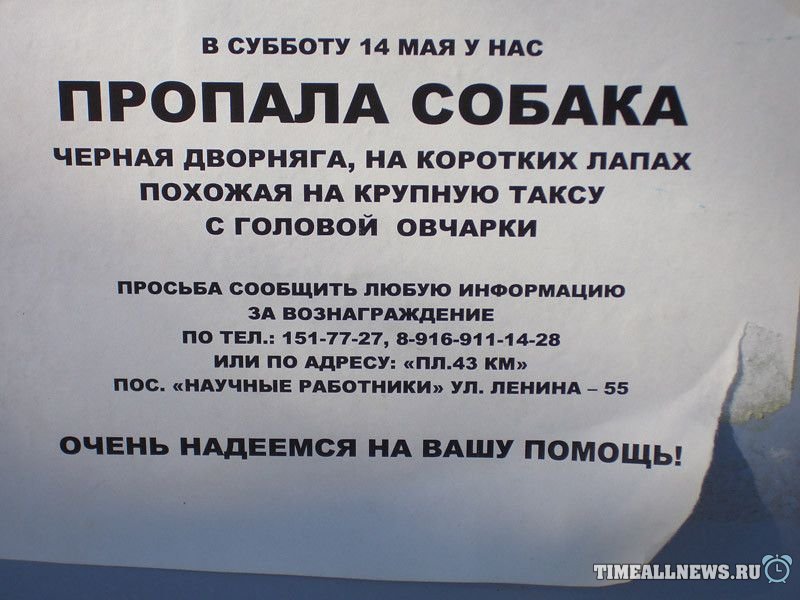 В СУББОТУ 14 МАЯ У НАС
ПРОПАЛА СОБАКА
ЧЕРНАЯ ДВОРНЯГА, НА КОРОТКИХ ЛАПАХ
ПОХОЖАЯ НА КРУПНУЮ ТАКСУ
С ГОЛОВОЙ ОВЧАРКИ
ПРОСЬБА СООБЩИТЬ ЛЮБУЮ ИНФОРМАЦИЮ
ЗА ВОЗНАГРАЖДЕНИЕ
ПО ТЕЛ.: 151-77-27, 8-916-911-14-28
ИЛИ ПО АДРЕСУ: «ПЛ.43 КМ»
ПОС. «НАУЧНЫЕ РАБОТНИКИ» УЛ. ЛЕНИНА – 55
ОЧЕНЬ НАДЕЕМСЯ НА ВАШУ ПОМОЩЬ!
TIMEALLNEWS.RU